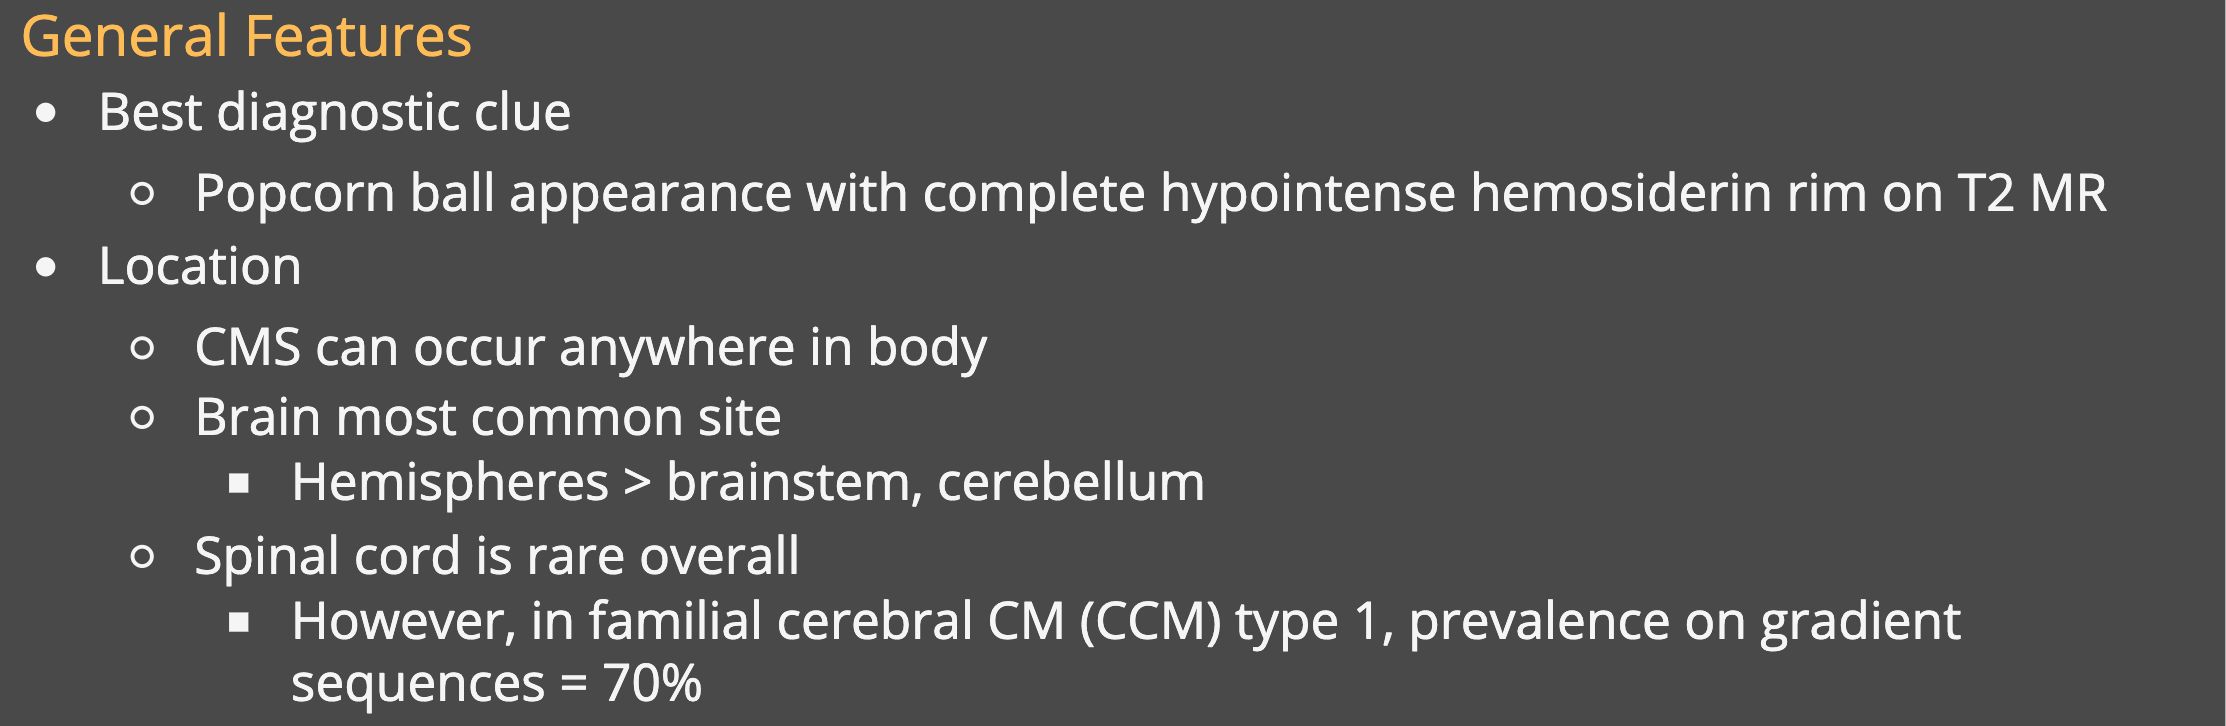 General Features
• Best diagnostic clue
○ Popcorn ball appearance with complete hypointense hemosiderin rim on T2 MR
• Location
○ CMS can occur anywhere in body
○ Brain most common site
▪ Hemispheres > brainstem, cerebellum
○ Spinal cord is rare overall
▪ However, in familial cerebral CM (CCM) type 1, prevalence on gradient
sequences = 70%